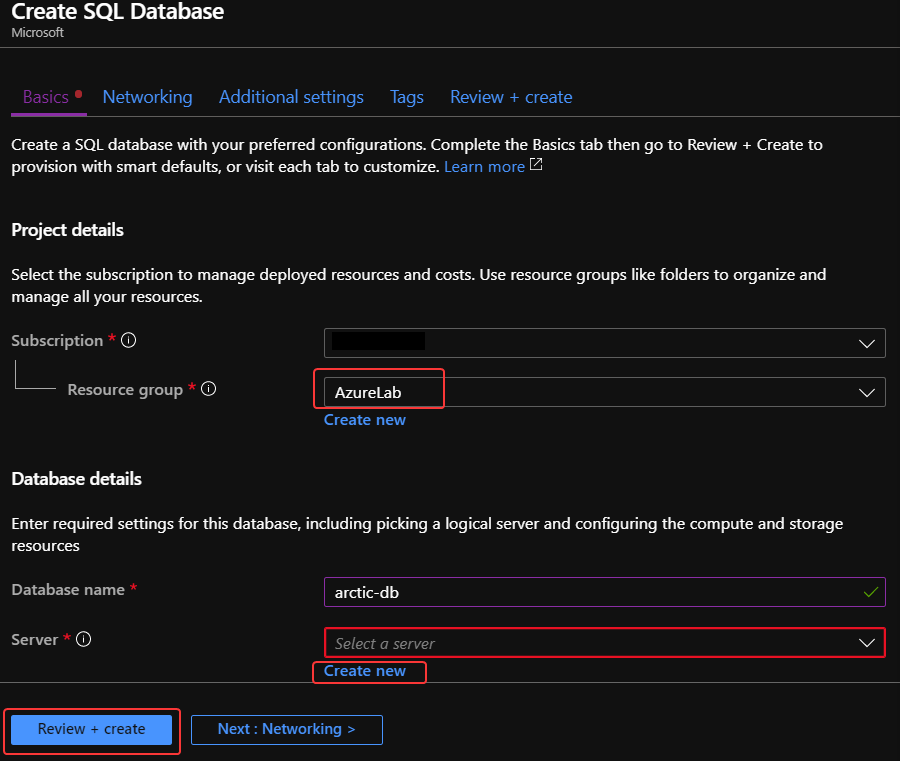 Create SQL Database
Microsoft
Basics Networking Additional settings Tags Review + create
Create a SQL database with your preferred configurations. Complete the Basics tab then go to Review + Create to
provision with smart defaults, or visit each tab to customize. Learn more
Project details
Select the subscription to manage deployed resources and costs. Use resource groups like folders to organize and
manage all your resources.
Subscription *
Resource group * AzureLab
Create new
Database details
Enter required settings for this database, including picking a logical server and configuring the compute and storage
resources
Database name * arctic-db
Server * Select a server
Create new
Review + create Next : Networking >